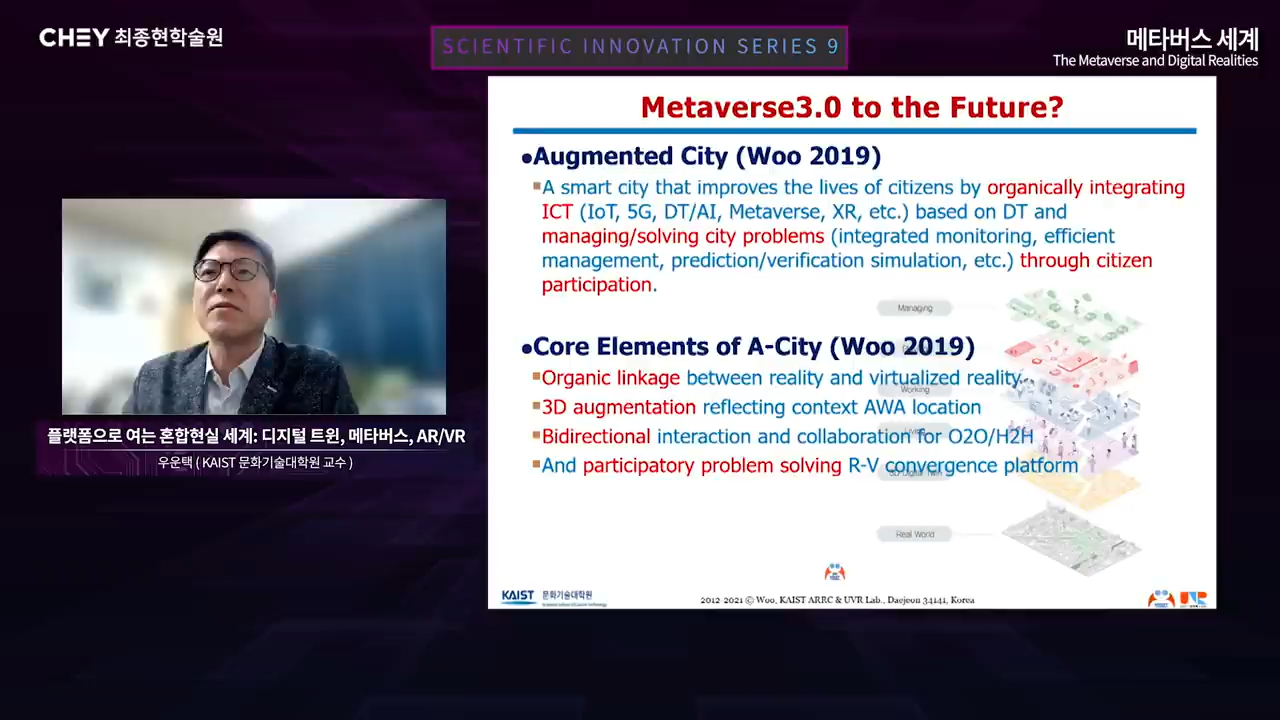 CHEY 최종현학술원
SCIENTIFIC INNOVATION SERIES 9
메타버스 세계
The Metaverse and Digital Realities
Metaverse3.0 to the Future?
●Augmented City (Woo 2019)
▪A smart city that improves the lives of citizens by organically integrating
ICT (IoT, 5G, DT/AI, Metaverse, XR, etc.) based on DT and
managing/solving city problems (integrated monitoring, efficient
management, prediction/verification simulation, etc.) through citizen
participation.
Managing
●Core Elements of A-City (Woo 2019)
▪Organic linkage between reality and virtualized reality.
Working
▪3D augmentation reflecting context AWA location
▪Bidirectional interaction and collaboration for O2O/H2H
▪And participatory problem solving R-V convergence platform
3D Digital Twin
Real World
플랫폼으로 여는 혼합현실 세계: 디지털 트윈, 메타버스, AR/VR
우운택 ( KAIST 문화기술대학원 교수 )
KAIST 문화기술대학원
2012-2021 © Woo, KAIST ARRC & UVR Lab., Daejeon 34141, Korea